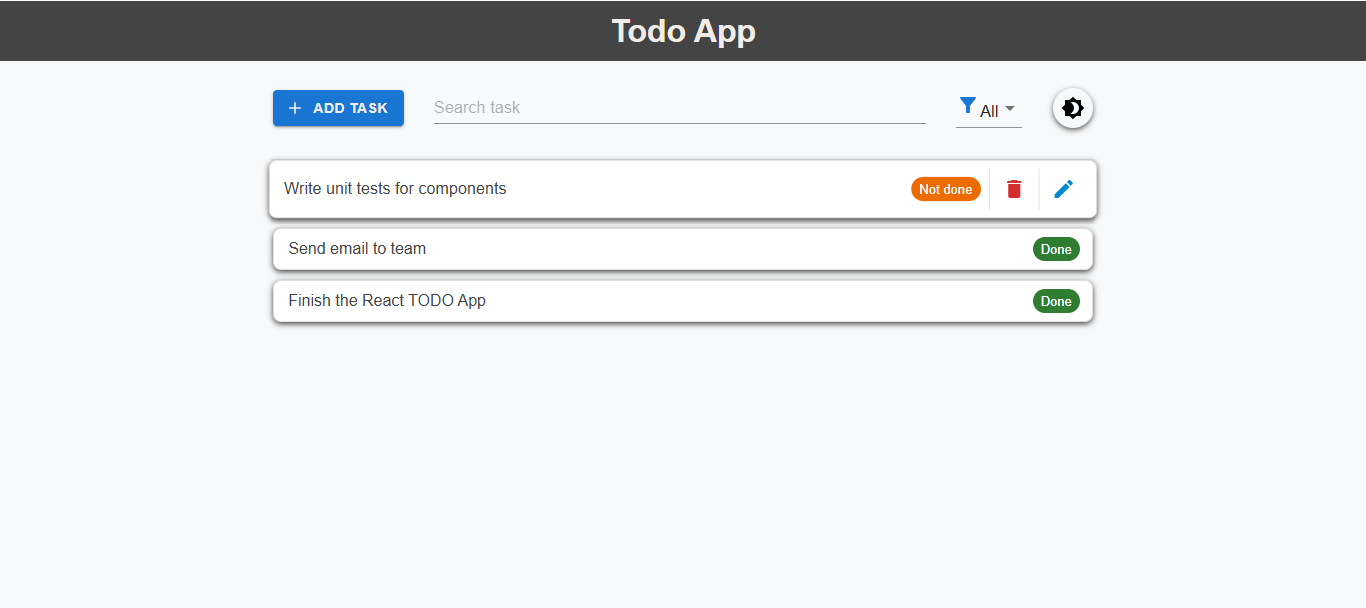 Todo App
ADD TASK Search task All
Write unit tests for components Not done
Send email to team Done
Finish the React TODO App Done